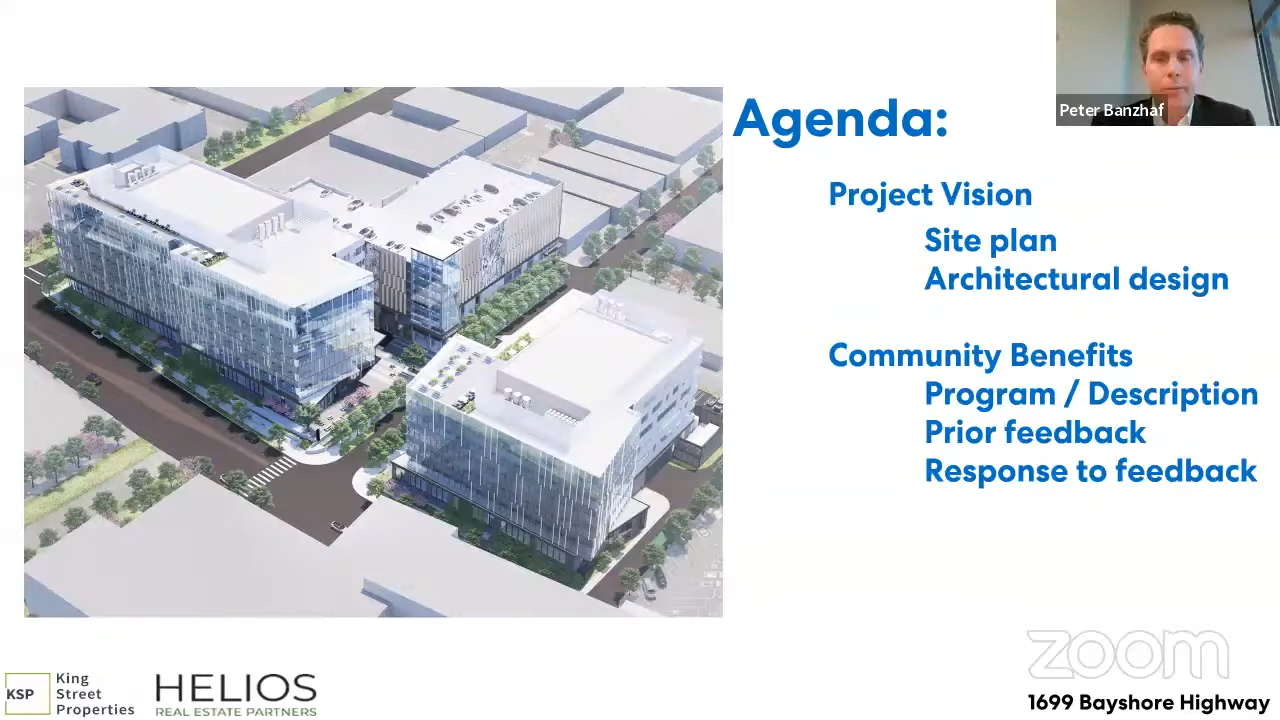 Peter Banzhaf
Agenda:
Project Vision
Site plan
Architectural design
Community Benefits
Program / Description
Prior feedback
Response to feedback
KSP
King
Street
Properties
HELIOS
REAL ESTATE PARTNERS
zoom
1699 Bayshore Highway